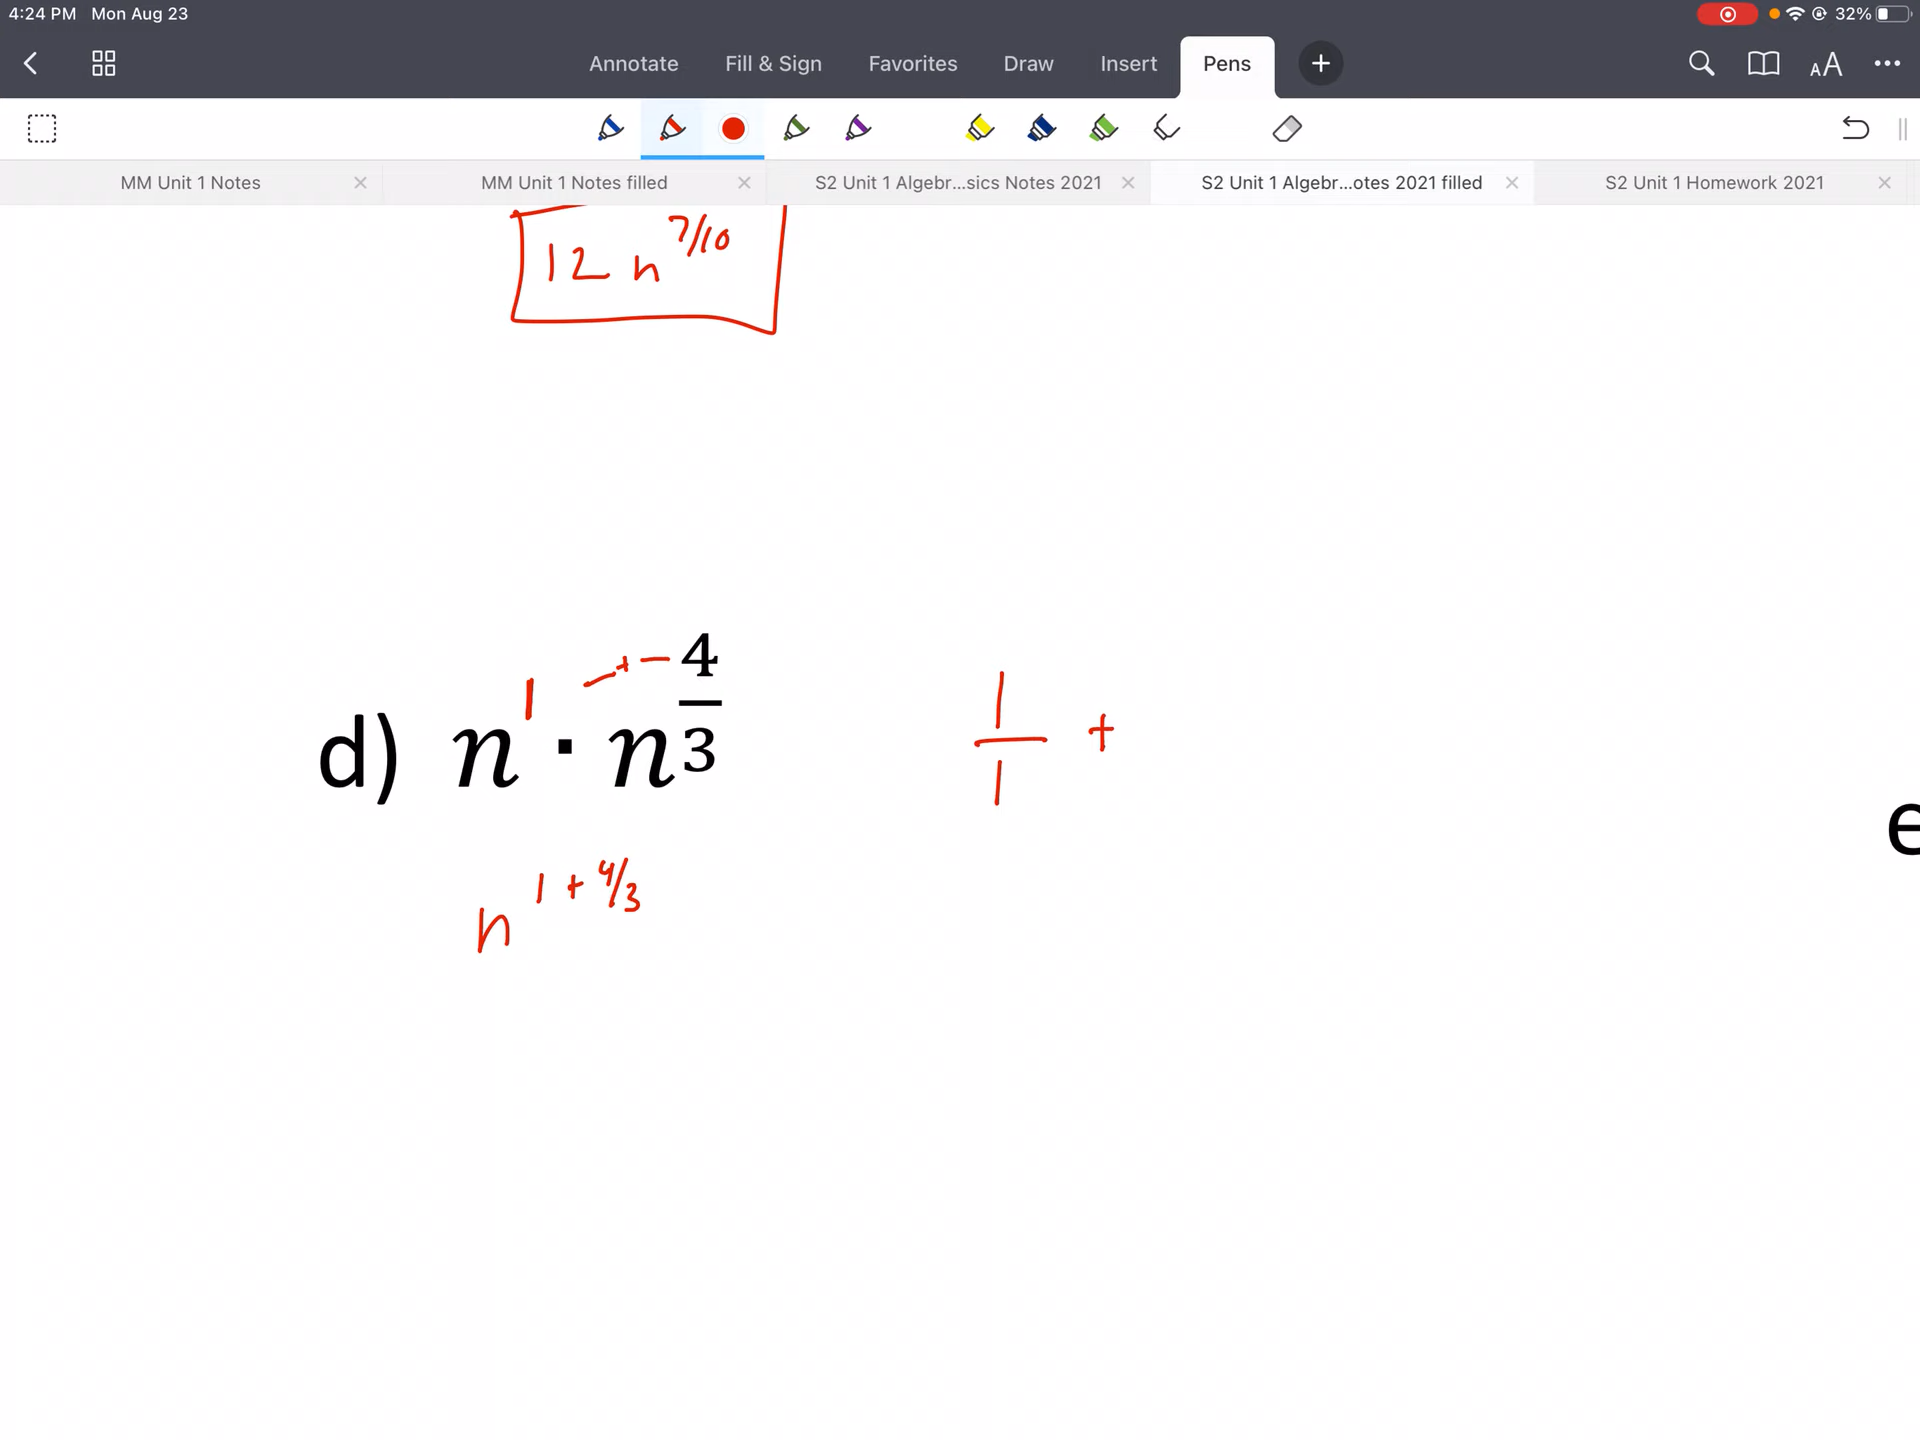 4:24 PM Mon Aug 23 32%
Annotate Fill & Sign Favorites Draw Insert Pens + AA
MM Unit 1 Notes × MM Unit 1 Notes filled × S2 Unit 1 Algebr...sics Notes 2021 × S2 Unit 1 Algebr...otes 2021 filled × S2 Unit 1 Homework 2021 ×
12 n^7/10
d) n^1 · n^4/3
1/1 +
e
n^1 + 4/3